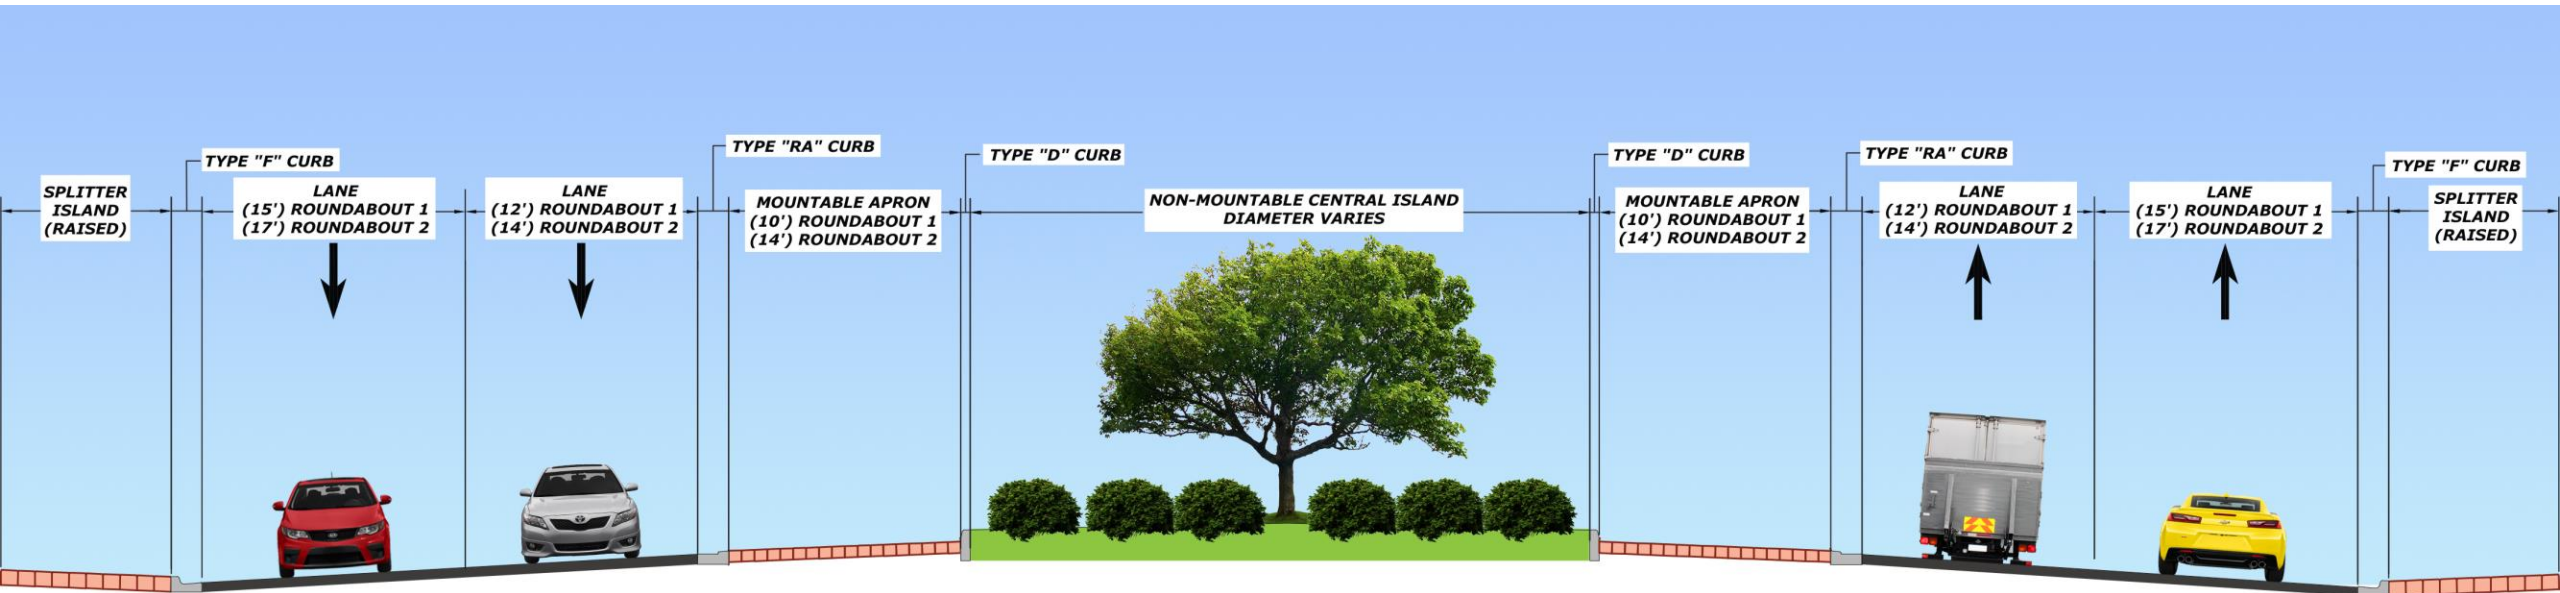 TYPE "F" CURB
TYPE "RA" CURB
TYPE "D" CURB
TYPE "D" CURB
TYPE "RA" CURB
TYPE "F" CURB
SPLITTER
ISLAND
(RAISED)
LANE
(15') ROUNDABOUT 1
(17') ROUNDABOUT 2
LANE
(12') ROUNDABOUT 1
(14') ROUNDABOUT 2
MOUNTABLE APRON
(10') ROUNDABOUT 1
(14') ROUNDABOUT 2
NON-MOUNTABLE CENTRAL ISLAND
DIAMETER VARIES
MOUNTABLE APRON
(10') ROUNDABOUT 1
(14') ROUNDABOUT 2
LANE
(12') ROUNDABOUT 1
(14') ROUNDABOUT 2
LANE
(15') ROUNDABOUT 1
(17') ROUNDABOUT 2
SPLITTER
ISLAND
(RAISED)